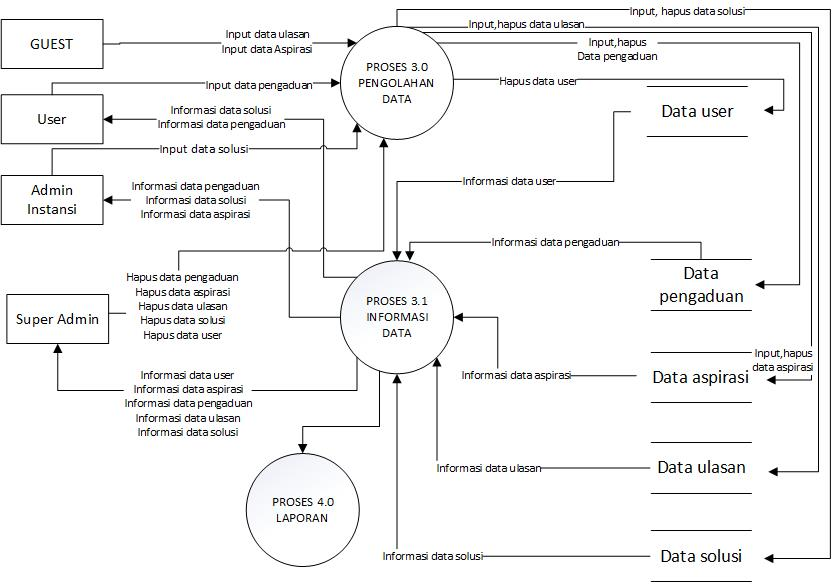 Input, hapus data solusi
Input,hapus data ulasan
Input data ulasan
Input data Aspirasi
GUEST
Input,hapus
Data pengaduan
PROSES 3.0
PENGOLAHAN
DATA
Input data pengaduan
Hapus data user
User
Informasi data solusi
Informasi data pengaduan
Data user
Input data solusi
Admin
Instansi
Informasi data pengaduan
Informasi data solusi
Informasi data aspirasi
Informasi data user
Informasi data pengaduan
Data
pengaduan
Hapus data pengaduan
Hapus data aspirasi
Hapus data ulasan
Hapus data solusi
Hapus data user
Super Admin
PROSES 3.1
INFORMASI
DATA
Input,hapus
data aspirasi
Informasi data aspirasi
Data aspirasi
Informasi data user
Informasi data aspirasi
Informasi data pengaduan
Informasi data ulasan
Informasi data solusi
Informasi data ulasan
Data ulasan
PROSES 4.0
LAPORAN
Informasi data solusi
Data solusi